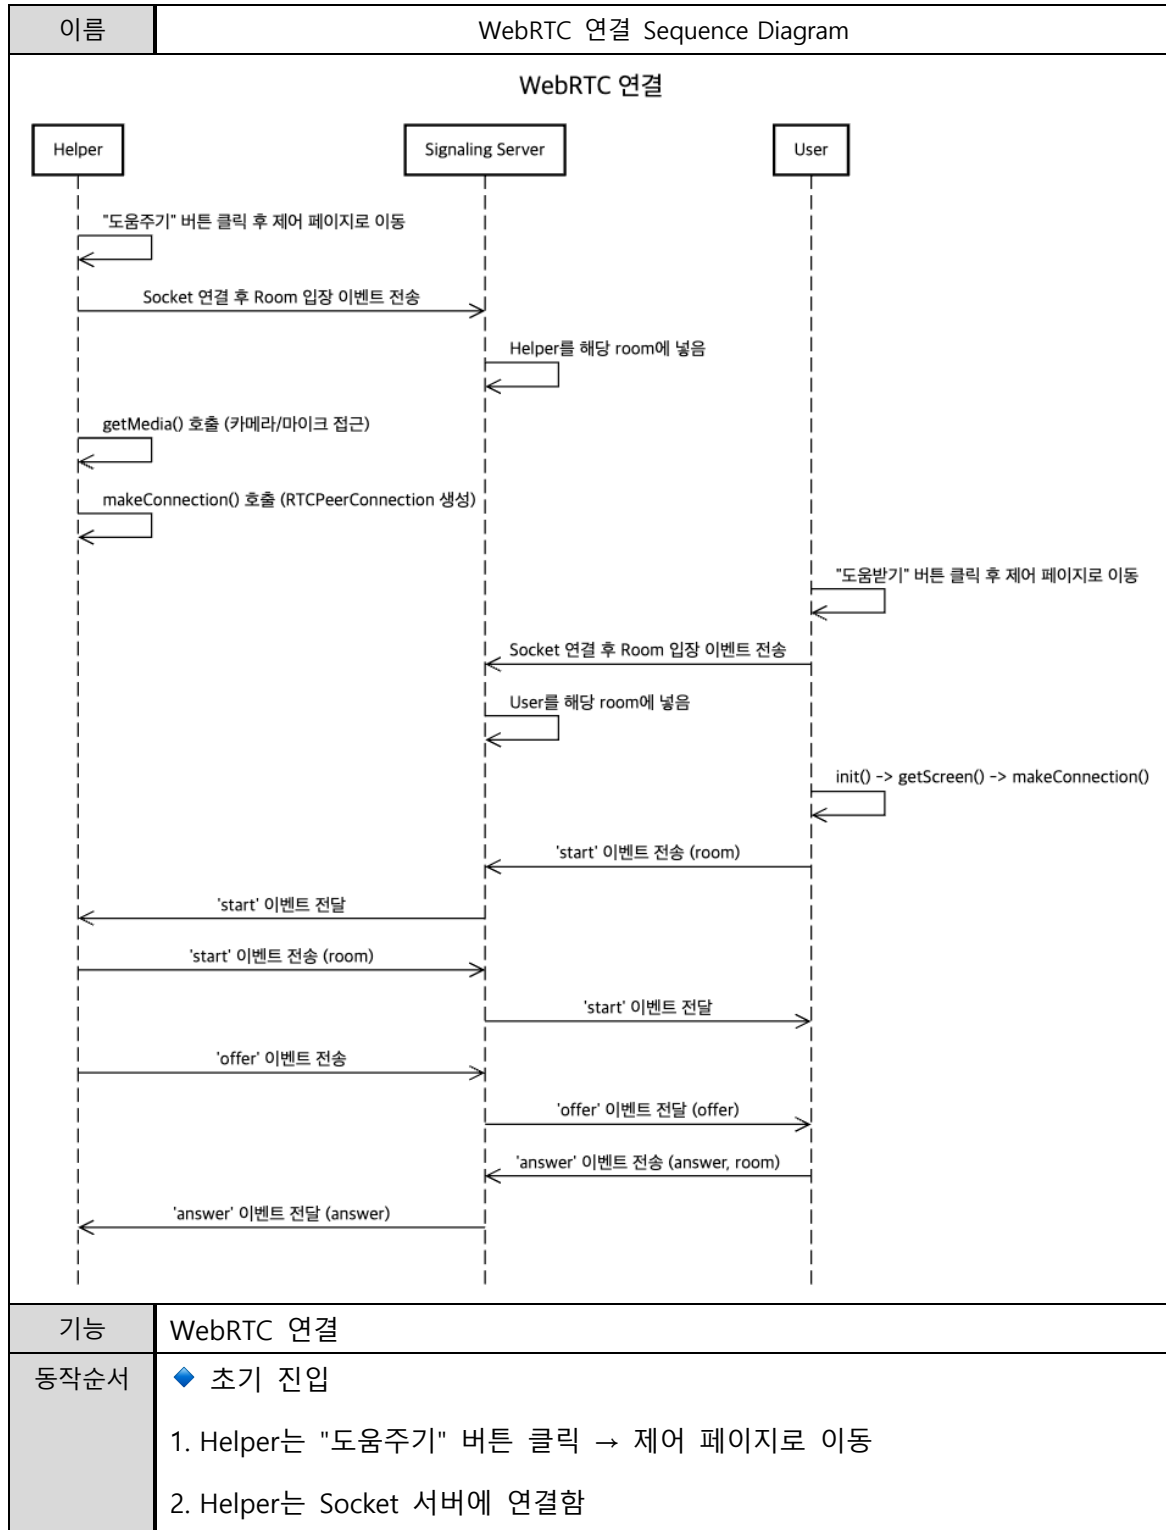 이름 WebRTC 연결 Sequence Diagram
WebRTC 연결
Helper Signaling Server User
"도움주기" 버튼 클릭 후 제어 페이지로 이동
Socket 연결 후 Room 입장 이벤트 전송
Helper를 해당 room에 넣음
getMedia() 호출 (카메라/마이크 접근)
makeConnection() 호출 (RTCPeerConnection 생성)
"도움받기" 버튼 클릭 후 제어 페이지로 이동
Socket 연결 후 Room 입장 이벤트 전송
User를 해당 room에 넣음
init() -> getScreen() -> makeConnection()
'start' 이벤트 전송 (room)
'start' 이벤트 전달
'start' 이벤트 전송 (room)
'start' 이벤트 전달
'offer' 이벤트 전송
'offer' 이벤트 전달 (offer)
'answer' 이벤트 전송 (answer, room)
'answer' 이벤트 전달 (answer)
기능 WebRTC 연결
동작순서 🔹 초기 진입
1. Helper는 "도움주기" 버튼 클릭 → 제어 페이지로 이동
2. Helper는 Socket 서버에 연결함